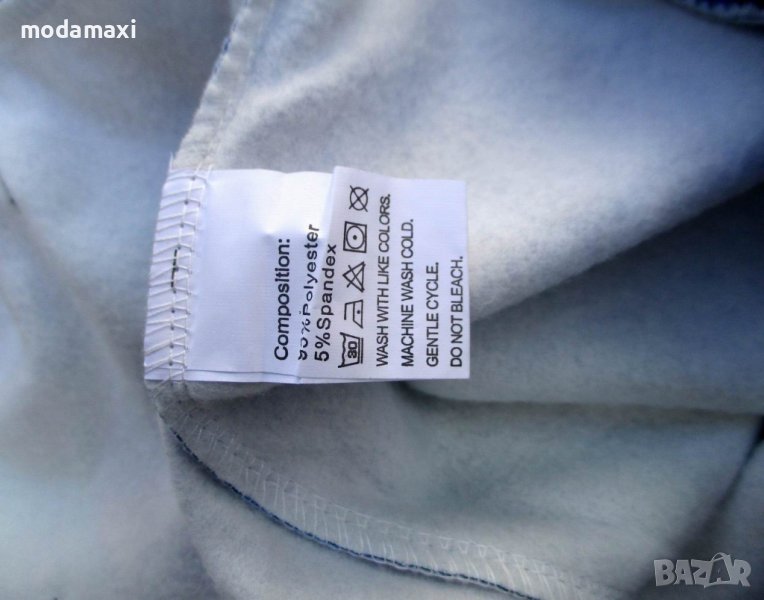 modamaxi
Composition:
95%Polyester
5%Spandex
30
WASH WITH LIKE COLORS.
MACHINE WASH COLD.
GENTLE CYCLE.
DO NOT BLEACH.
BAZAR